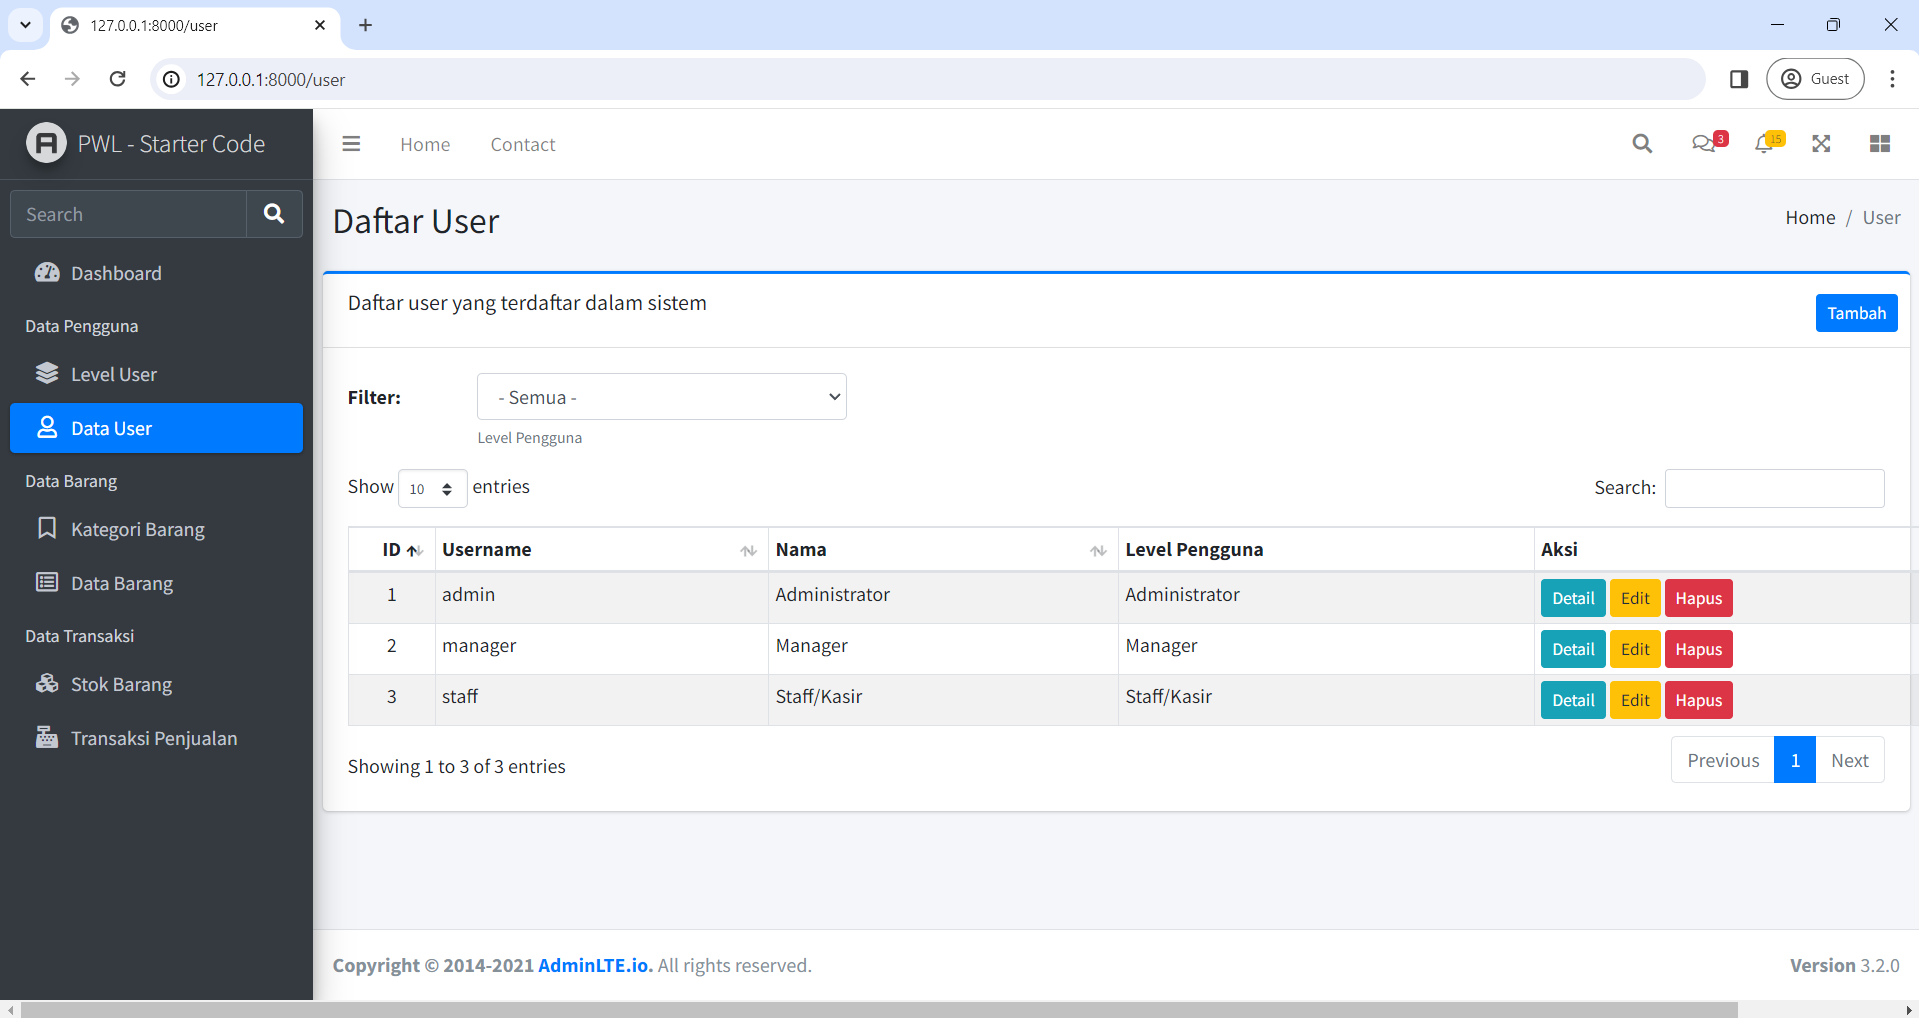 127.0.0.1:8000/user
127.0.0.1:8000/user
Guest
PWL - Starter Code
Home Contact
3
15
Search
Dashboard
Data Pengguna
Level User
Data User
Data Barang
Kategori Barang
Data Barang
Data Transaksi
Stok Barang
Transaksi Penjualan
Daftar User
Home / User
Daftar user yang terdaftar dalam sistem
Tambah
Filter: - Semua -
Level Pengguna
Show 10 entries
Search:
ID Username Nama Level Pengguna Aksi
1 admin Administrator Administrator Detail Edit Hapus
2 manager Manager Manager Detail Edit Hapus
3 staff Staff/Kasir Staff/Kasir Detail Edit Hapus
Showing 1 to 3 of 3 entries
Previous 1 Next
Copyright © 2014-2021 AdminLTE.io. All rights reserved.
Version 3.2.0